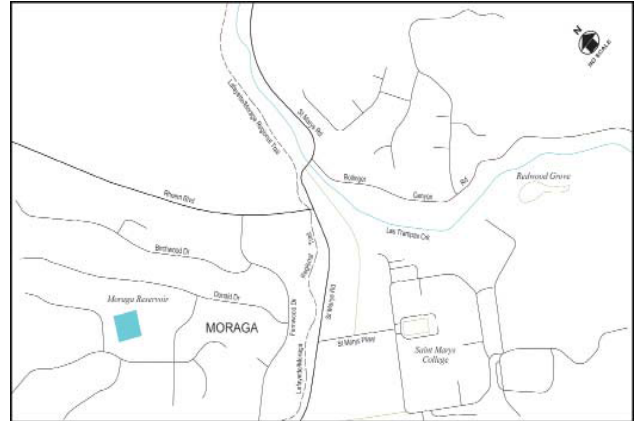 N
NO SCALE
Lafayette/Moraga Regional Trail
St Marys Rd
Bollinger
Canyon
Rd
Redwood Grove
Rheem Blvd
Las Trampas Crk
Birchwood Dr
Donald Dr
Moraga Reservoir
MORAGA
Fernwood Dr
Lafayette/Moraga
Regional
Trail
St Marys Rd
St Marys Pkwy
Saint Marys
College